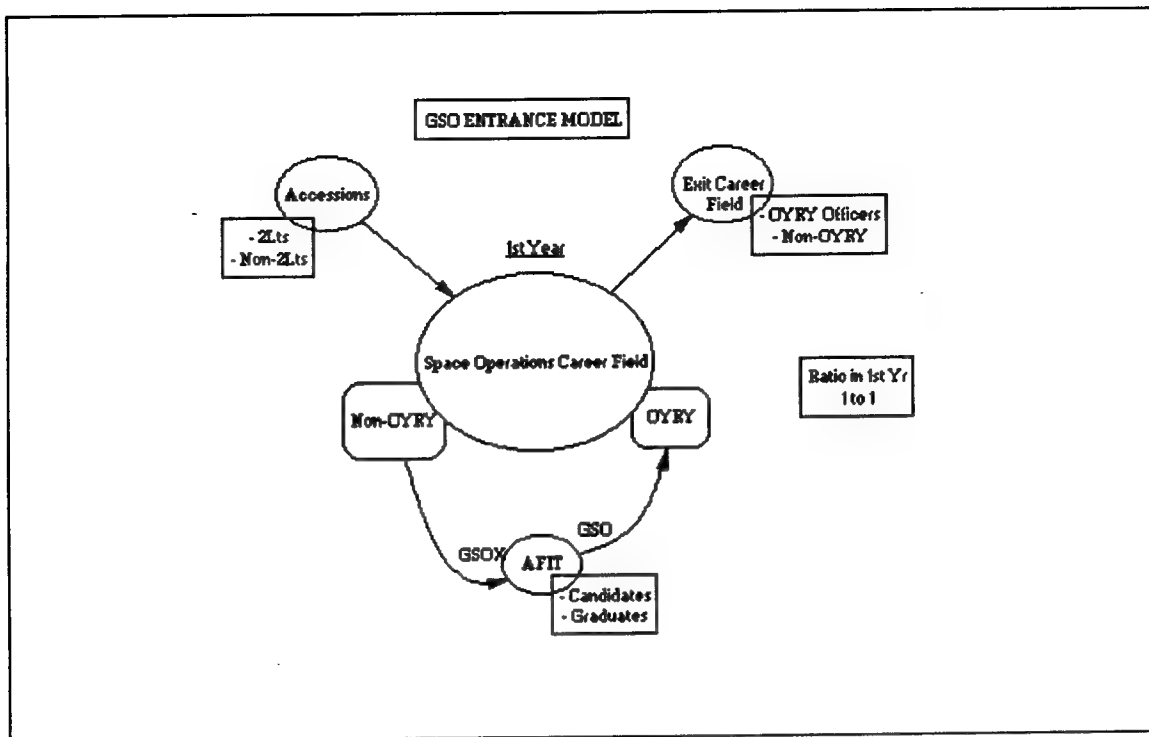 GSO ENTRANCE MODEL
Accessions
- 2Lts
- Non-2Lts
Exit Career
Field
- OYRY Officers
- Non-OYRY
1st Year
Space Operations Career Field
Ratio in 1st Yr
1 to 1
Non-OYRY
OYRY
GSOX
GSO
AFIT
- Candidates
- Graduates